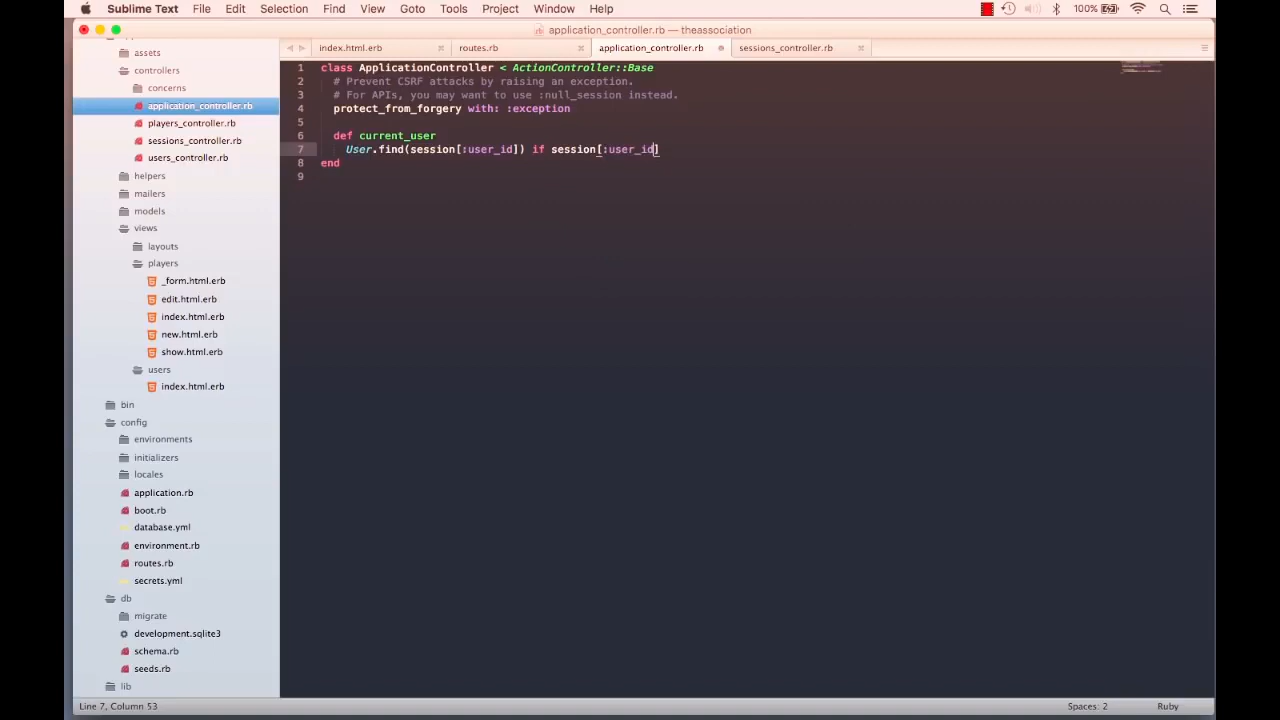 Sublime Text File Edit Selection Find View Goto Tools Project Window Help 100%
application_controller.rb — theassociation
index.html.erb routes.rb application_controller.rb sessions_controller.rb
assets
controllers
concerns
application_controller.rb
players_controller.rb
sessions_controller.rb
users_controller.rb
helpers
mailers
models
views
layouts
players
_form.html.erb
edit.html.erb
index.html.erb
new.html.erb
show.html.erb
users
index.html.erb
bin
config
environments
initializers
locales
application.rb
boot.rb
database.yml
environment.rb
routes.rb
secrets.yml
db
migrate
development.sqlite3
schema.rb
seeds.rb
lib
1 class ApplicationController < ActionController::Base
2 # Prevent CSRF attacks by raising an exception.
3 # For APIs, you may want to use :null_session instead.
4 protect_from_forgery with: :exception
5
6 def current_user
7 User.find(session[:user_id]) if session[:user_id]
8 end
9
Line 7, Column 53 Spaces: 2 Ruby